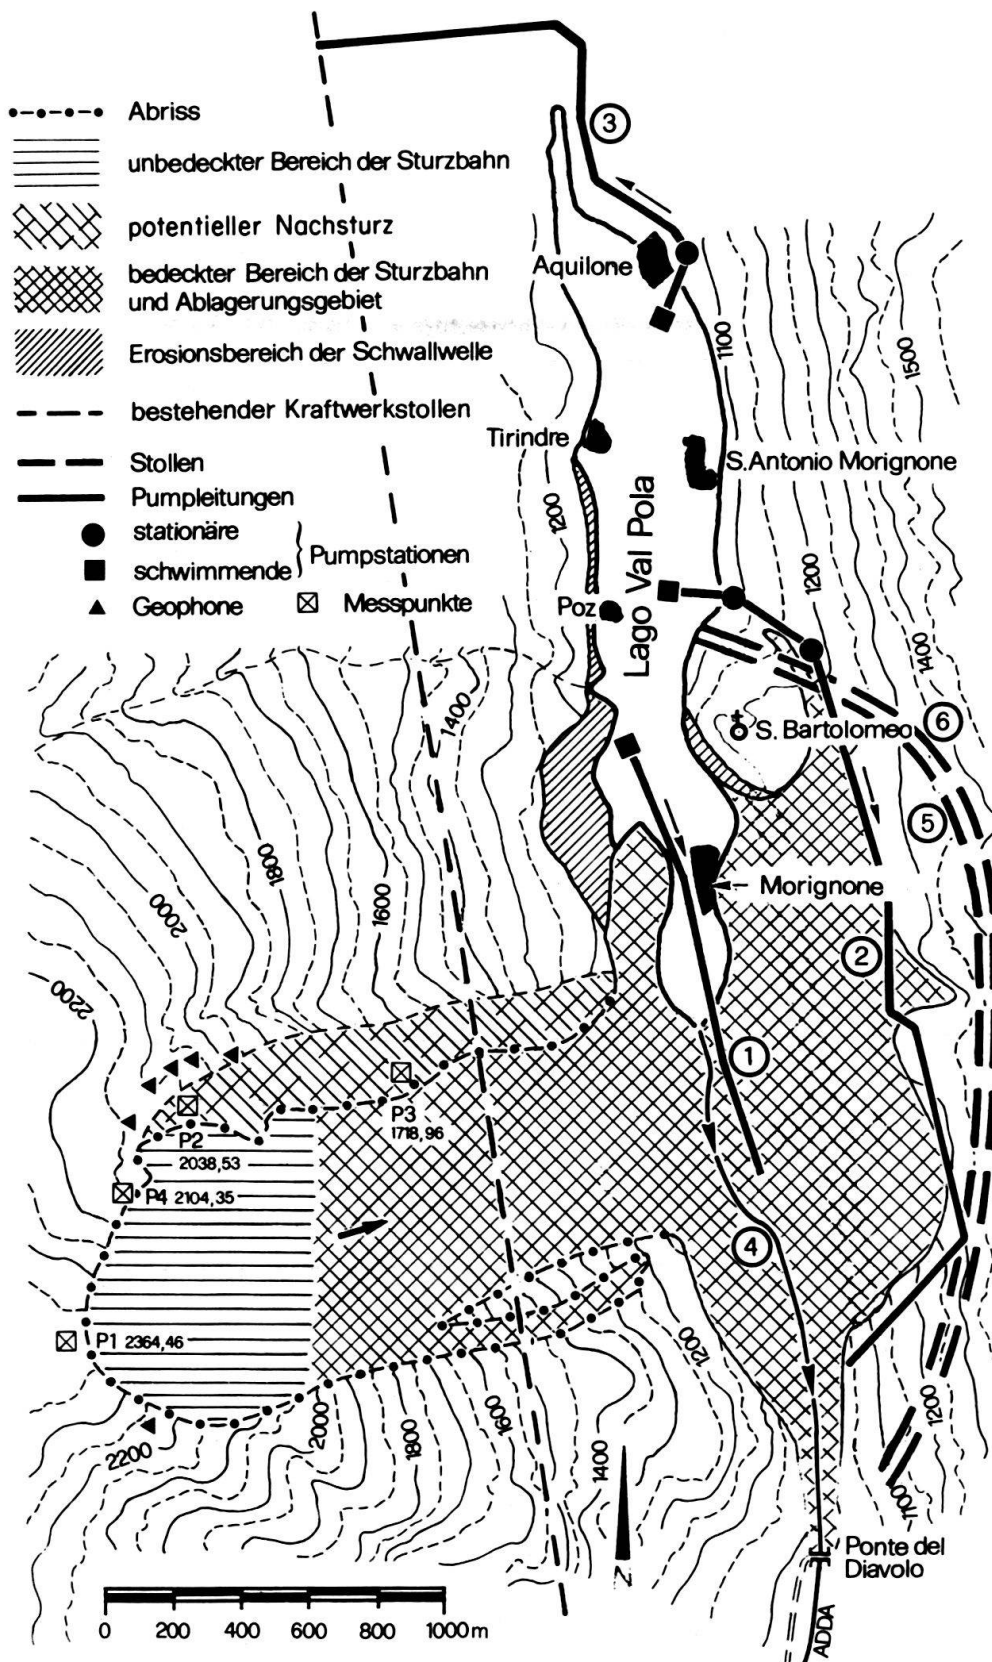 Abriss
unbedeckter Bereich der Sturzbahn
potentieller Nachsturz
bedeckter Bereich der Sturzbahn
und Ablagerungsgebiet
Erosionsbereich der Schwallwelle
bestehender Kraftwerkstollen
Stollen
Pumpleitungen
stationäre
schwimmende
Pumpstationen
Geophone
Messpunkte
3
Aquilone
1100
1500
Tirindre
S.Antonio Morignone
1200
Lago Val Pola
1200
Poz
1400
1400
S. Bartolomeo
6
5
1800
2000
1600
Morignone
2200
2
1
P3
1718,96
P2
2038,53
P4 2104,35
4
P1 2364,46
1200
2200
2000
1800
1600
1400
1200
1700
N
Ponte del
Diavolo
ADDA
0 200 400 600 800 1000m